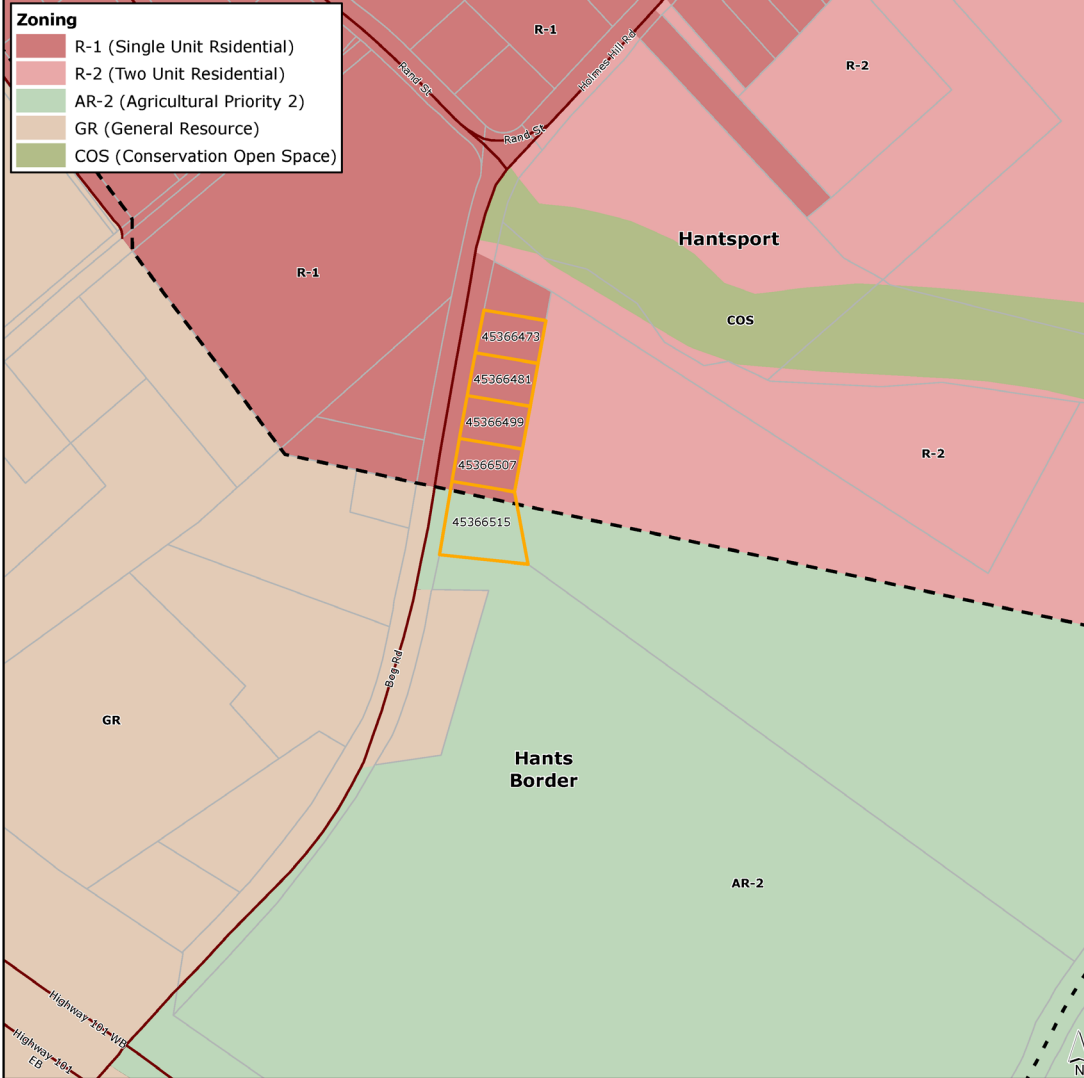 Zoning
R-1 (Single Unit Rsidential)
R-2 (Two Unit Residential)
AR-2 (Agricultural Priority 2)
GR (General Resource)
COS (Conservation Open Space)
R-1
Holmes Hill Rd
Rand St
R-2
Rand St
Hantsport
R-1
COS
45366473
45366481
45366499
R-2
45366507
45366515
Bog Rd
GR
Hants
Border
AR-2
Highway 101 WB
Highway 101
EB
N